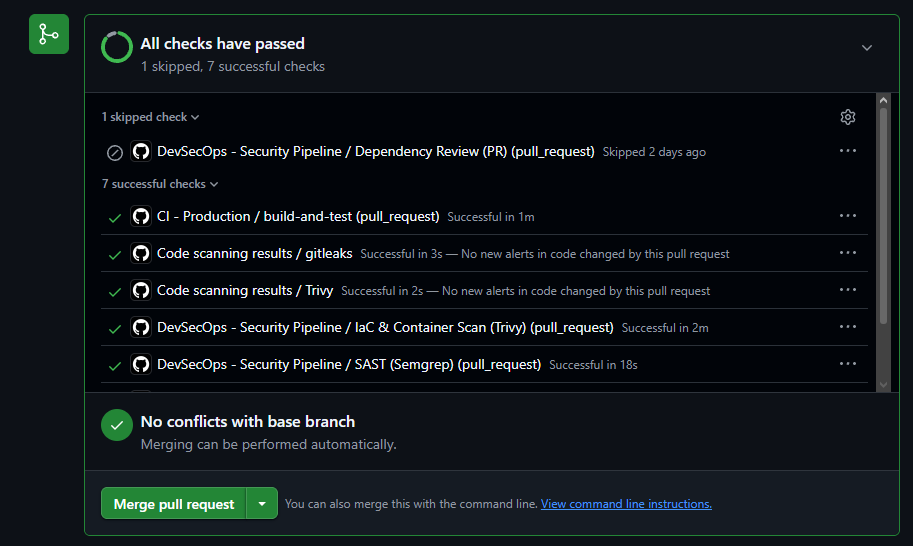 All checks have passed
1 skipped, 7 successful checks
1 skipped check
DevSecOps - Security Pipeline / Dependency Review (PR) (pull_request) Skipped 2 days ago
7 successful checks
CI - Production / build-and-test (pull_request) Successful in 1m
Code scanning results / gitleaks Successful in 3s — No new alerts in code changed by this pull request
Code scanning results / Trivy Successful in 2s — No new alerts in code changed by this pull request
DevSecOps - Security Pipeline / IaC & Container Scan (Trivy) (pull_request) Successful in 2m
DevSecOps - Security Pipeline / SAST (Semgrep) (pull_request) Successful in 18s
No conflicts with base branch
Merging can be performed automatically.
Merge pull request You can also merge this with the command line. View command line instructions.